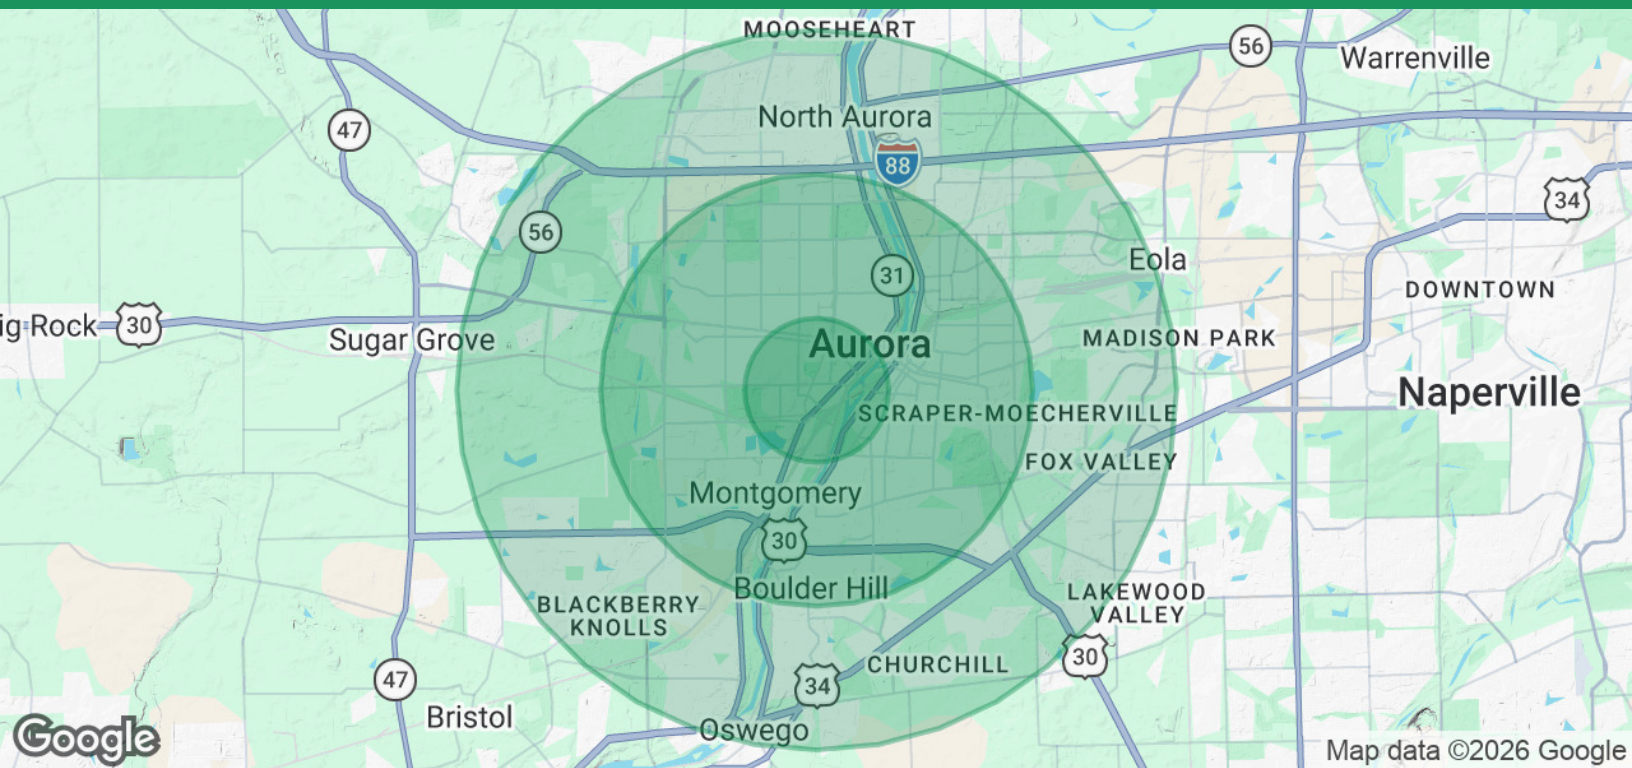 MOOSEHEART
56
Warrenville
North Aurora
47
88
34
56
31
Eola
DOWNTOWN
ig Rock
30
Sugar Grove
Aurora
MADISON PARK
Naperville
SCRAPER-MOECHERVILLE
FOX VALLEY
Montgomery
30
Boulder Hill
BLACKBERRY
KNOLLS
LAKEWOOD
VALLEY
30
CHURCHILL
47
34
Bristol
Oswego
Google
Map data ©2026 Google